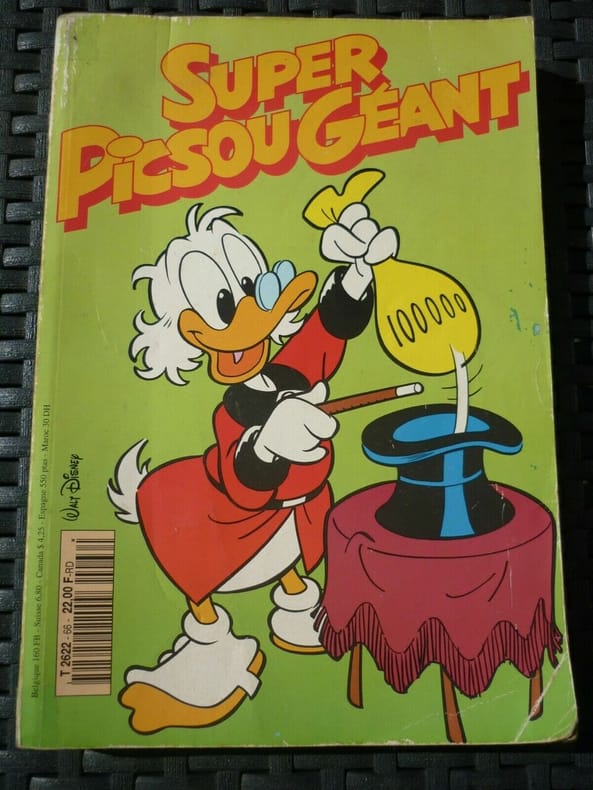 SUPER
PICSOU GÉANT
100000
WALT DISNEY
Belgique 160 FB - Suisse 6,80 - Canada $ 4,25 - Espagne 550 ptas - Maroc 30 DH
T 2622 - 66 - 22,00 F-RD